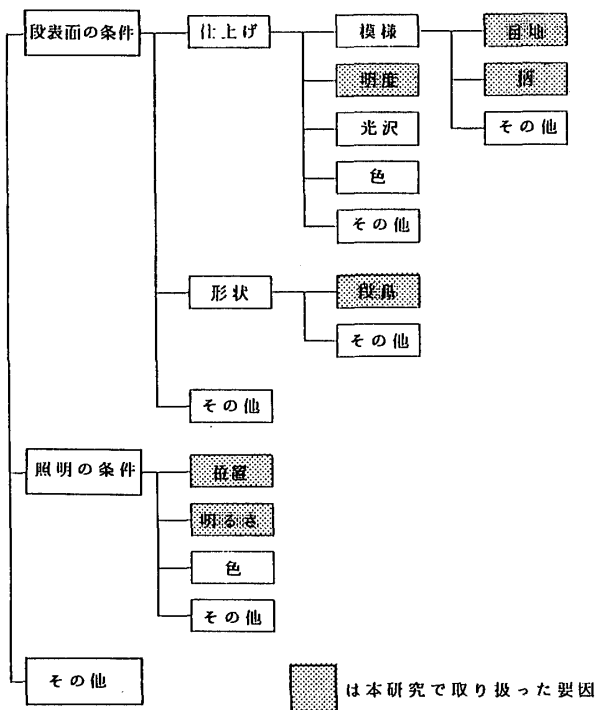 段表面の条件
仕上げ
模様
目地
明度
柄
光沢
その他
色
その他
形状
段鼻
その他
その他
照明の条件
位置
明るさ
色
その他
その他
は本研究で取り扱った要因